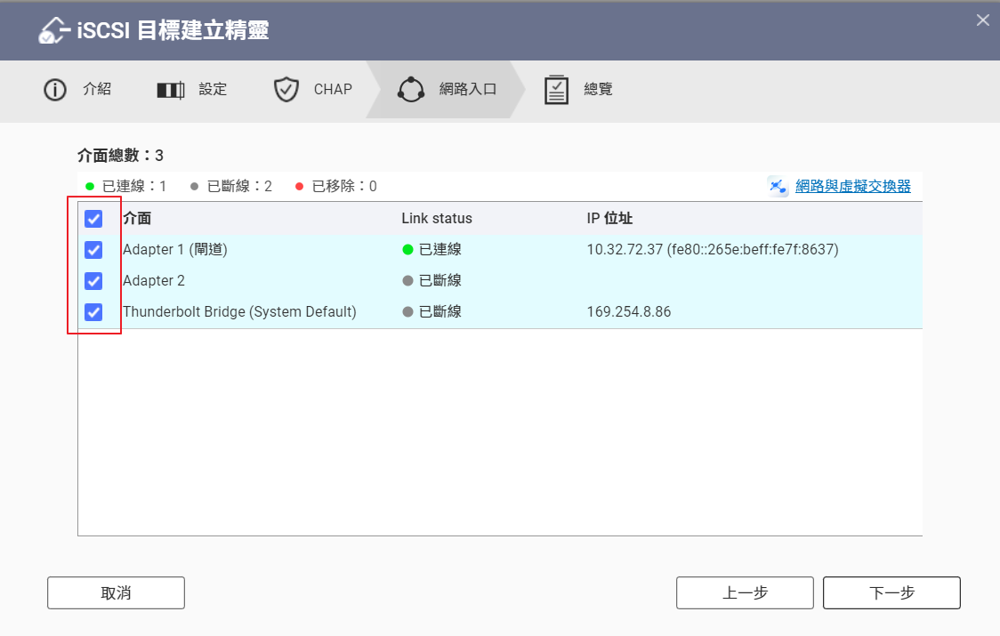 iSCSI 目標建立精靈
介紹 設定 CHAP 網路入口 總覽
介面總數：3
已連線：1 已斷線：2 已移除：0 網路與虛擬交換器
介面 Link status IP 位址
Adapter 1 (閘道) 已連線 10.32.72.37 (fe80::265e:beff:fe7f:8637)
Adapter 2 已斷線
Thunderbolt Bridge (System Default) 已斷線 169.254.8.86
取消 上一步 下一步